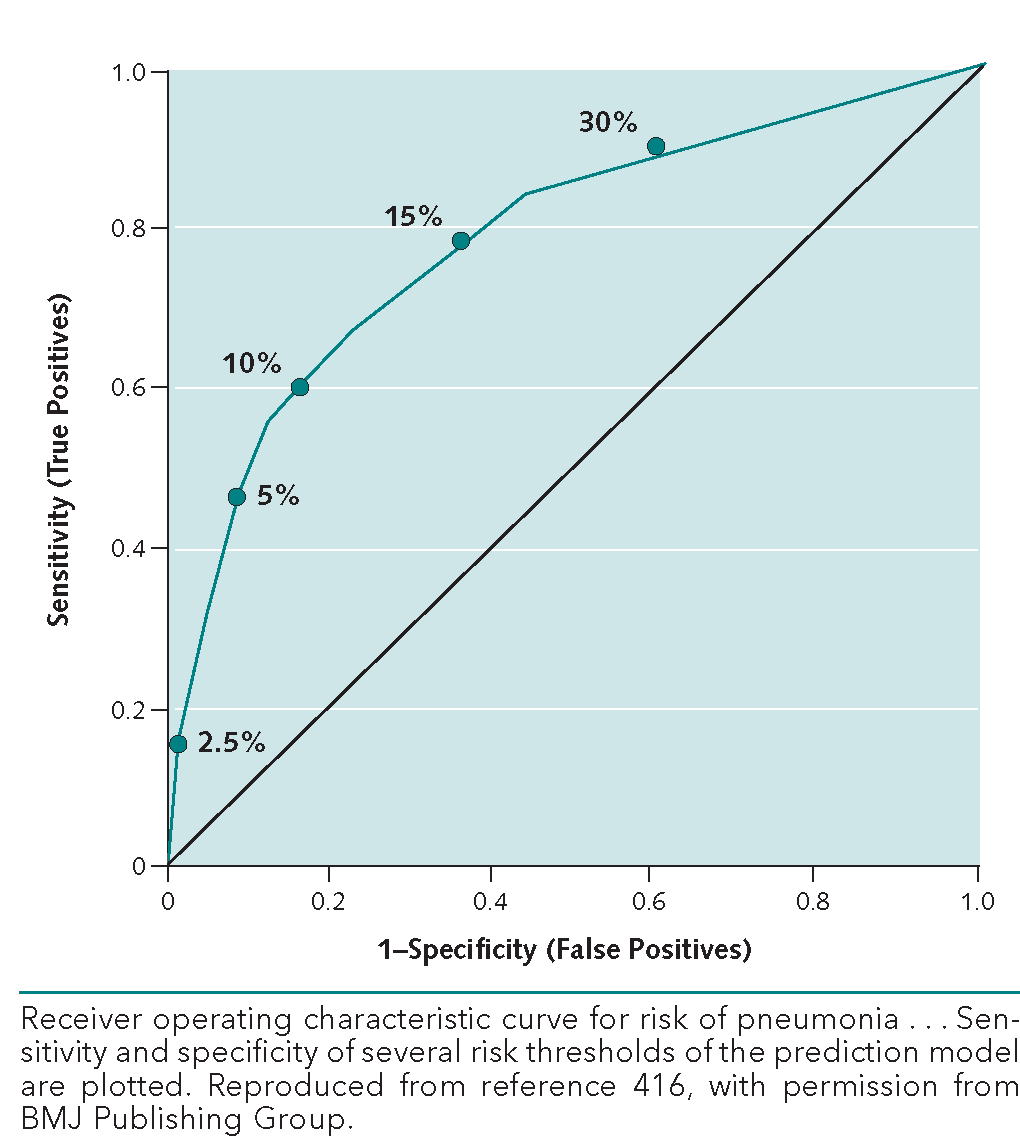 1.0
0.8
0.6
0.4
0.2
0
30%
15%
10%
5%
2.5%
Sensitivity (True Positives)
0 0.2 0.4 0.6 0.8 1.0
1–Specificity (False Positives)
Receiver operating characteristic curve for risk of pneumonia . . . Sen-
sitivity and specificity of several risk thresholds of the prediction model
are plotted. Reproduced from reference 416, with permission from
BMJ Publishing Group.